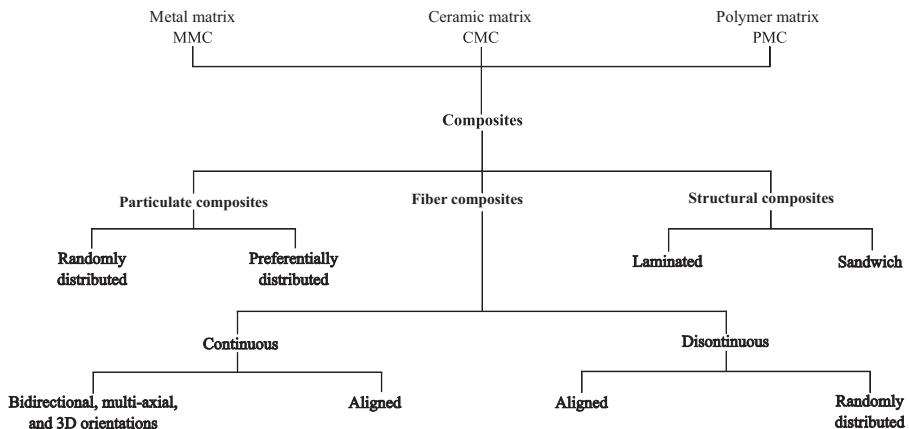 Metal matrix
MMC
Ceramic matrix
CMC
Polymer matrix
PMC
Composites
Particulate composites
Fiber composites
Structural composites
Randomly
distributed
Preferentially
distributed
Laminated
Sandwich
Continuous
Disontinuous
Bidirectional, multi-axial,
and 3D orientations
Aligned
Aligned
Randomly
distributed